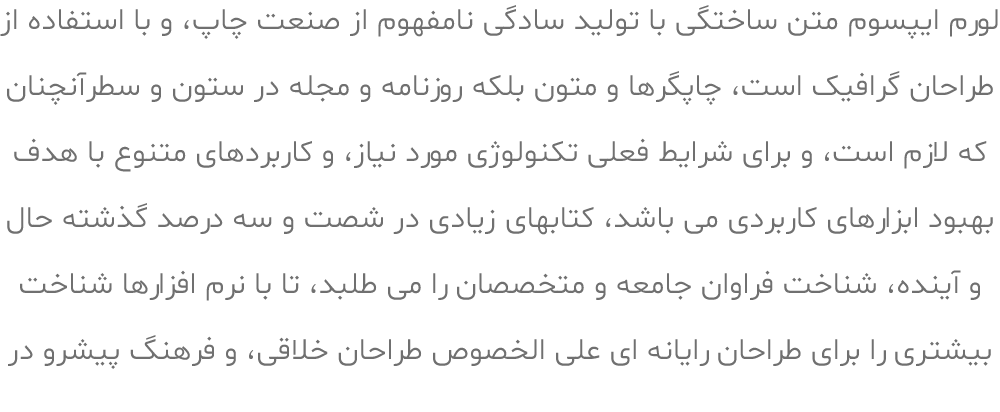 لورم ایپسوم متن ساختگی با تولید سادگی نامفهوم از صنعت چاپ، و با استفاده از
طراحان گرافیک است، چاپگرها و متون بلکه روزنامه و مجله در ستون و سطرآنچنان
که لازم است، و برای شرایط فعلی تکنولوژی مورد نیاز، و کاربردهای متنوع با هدف
بهبود ابزارهای کاربردی می باشد، کتابهای زیادی در شصت و سه درصد گذشته حال
و آینده، شناخت فراوان جامعه و متخصصان را می طلبد، تا با نرم افزارها شناخت
بیشتری را برای طراحان رایانه ای علی الخصوص طراحان خلاقی، و فرهنگ پیشرو در